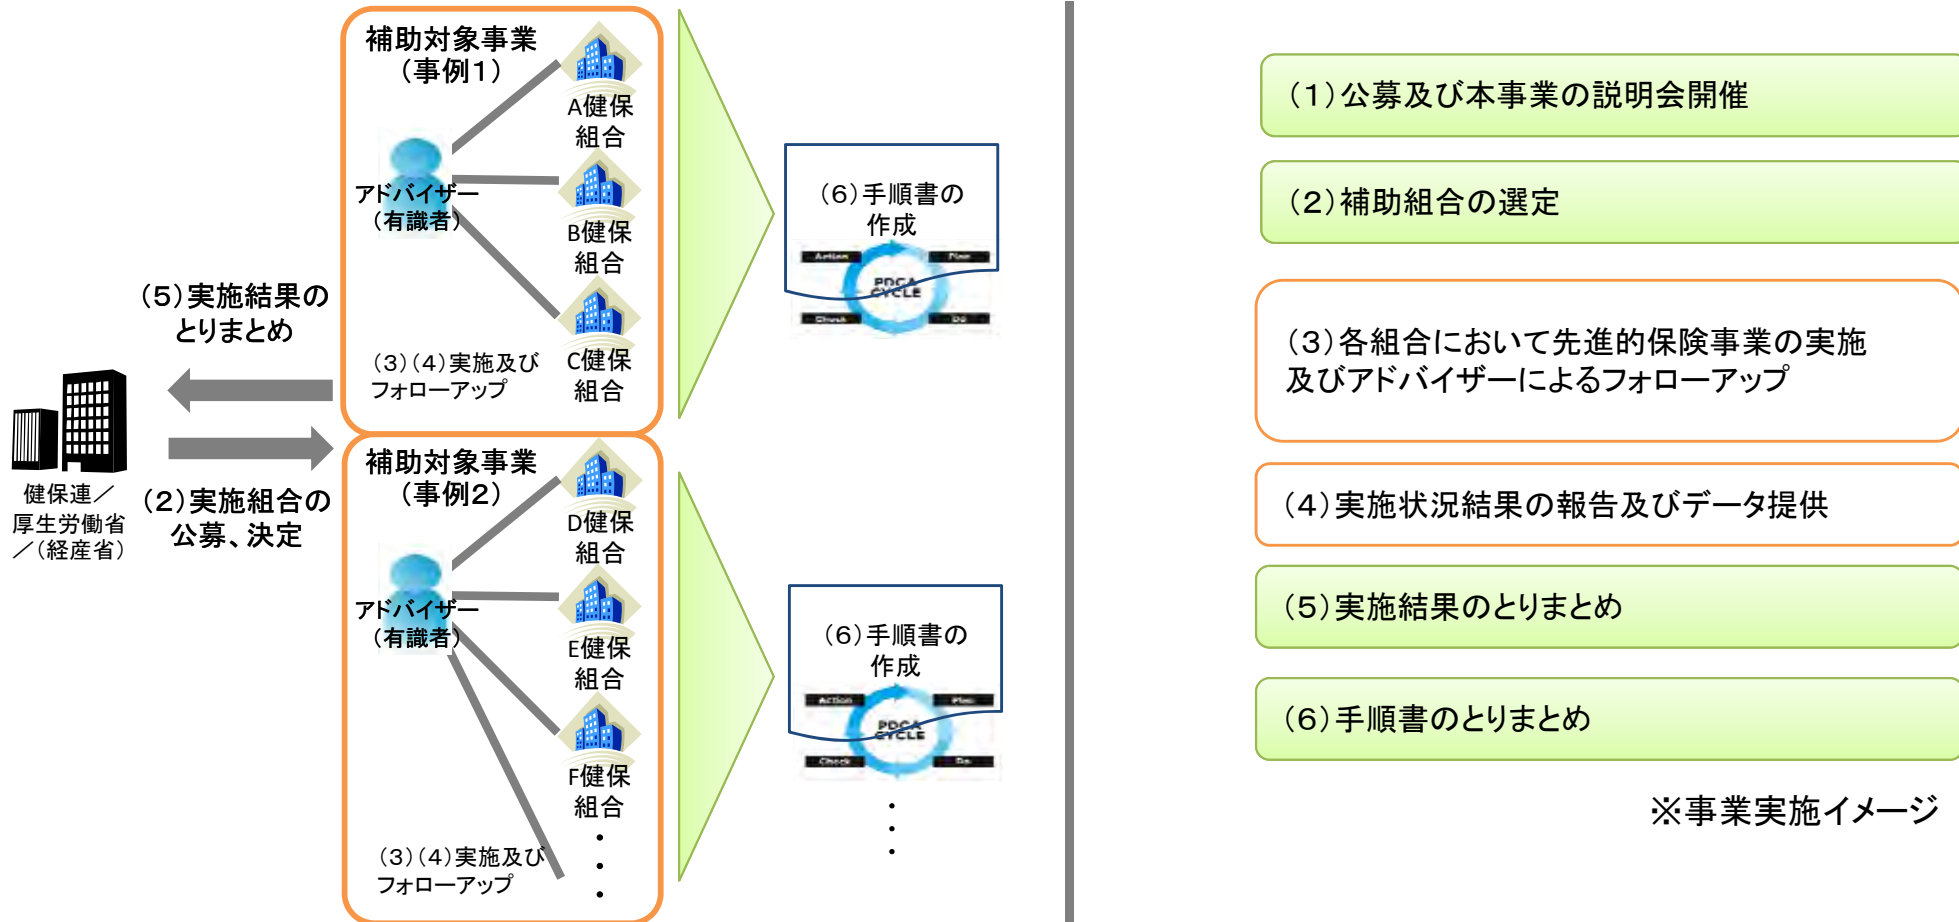 補助対象事業
（事例１）
A健保
組合
アドバイザー
（有識者）
B健保
組合
C健保
組合
（３）（４）実施及び
フォローアップ
（６）手順書の
作成
Action
Plan
PDCA
CYCLE
Check
Do
（５）実施結果の
とりまとめ
健保連／
厚生労働省
／（経産省）
（２）実施組合の
公募、決定
補助対象事業
（事例２）
D健保
組合
アドバイザー
（有識者）
E健保
組合
F健保
組合
・
・
・
（３）（４）実施及び
フォローアップ
（６）手順書の
作成
Action
Plan
PDCA
CYCLE
Check
Do
・
・
・
（１）公募及び本事業の説明会開催
（２）補助組合の選定
（３）各組合において先進的保険事業の実施
及びアドバイザーによるフォローアップ
（４）実施状況結果の報告及びデータ提供
（５）実施結果のとりまとめ
（６）手順書のとりまとめ
※事業実施イメージ